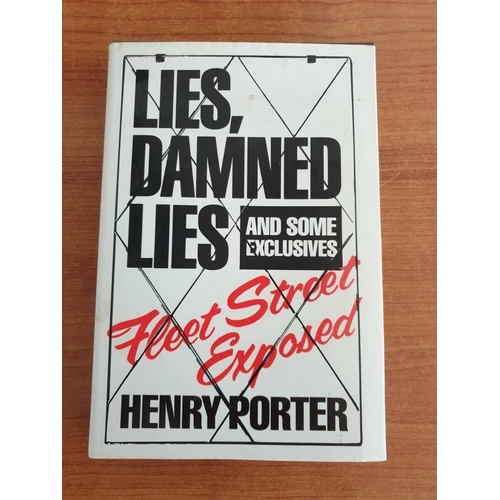 LIES,
DAMNED
LIES
AND SOME
EXCLUSIVES
Fleet Street
Exposed
HENRY PORTER